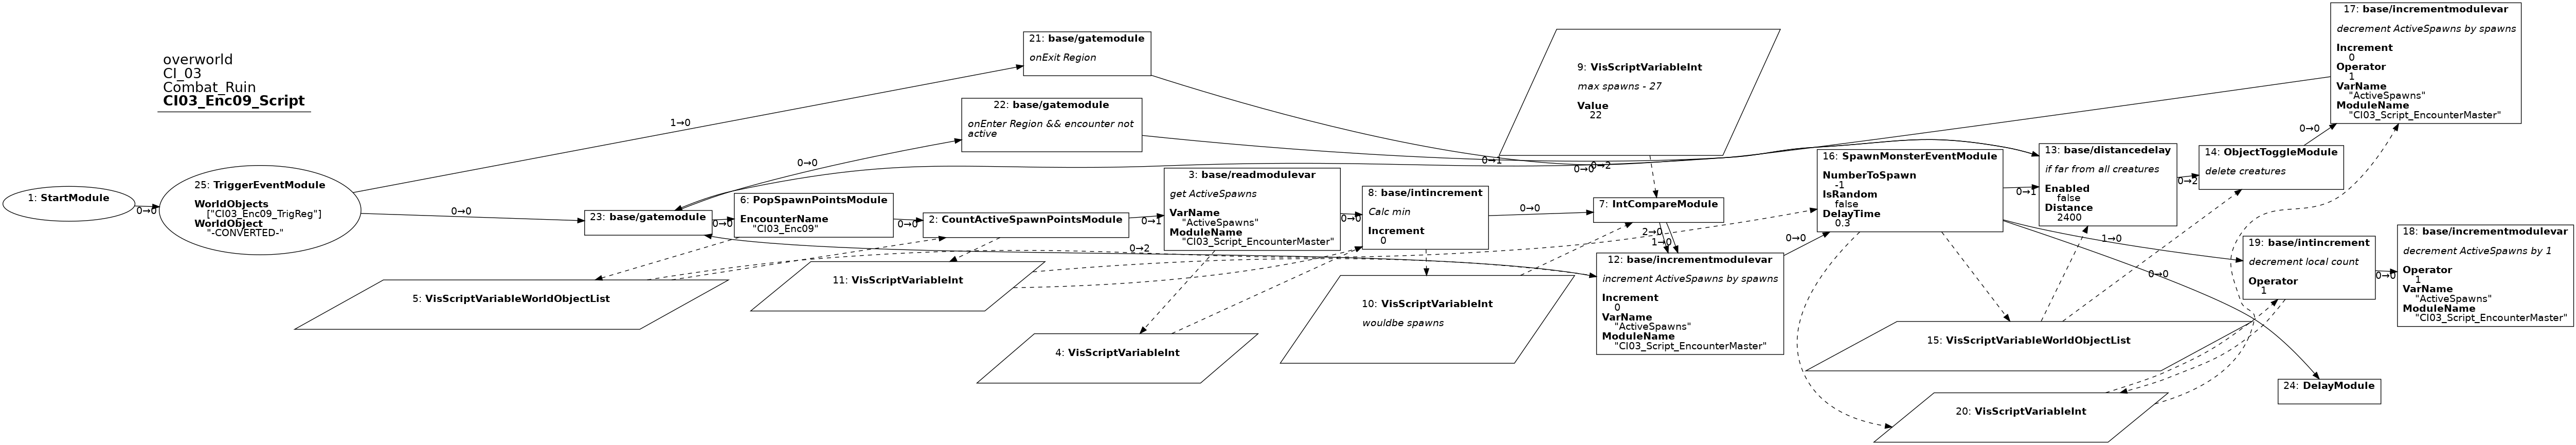 overworld
CI_03
Combat_Ruin
CI03_Enc09_Script
1: StartModule
0→0
25: TriggerEventModule
WorldObjects
["CI03_Enc09_TrigReg"]
WorldObject
"-CONVERTED-"
1→0
0→0
21: base/gatemodule
onExit Region
22: base/gatemodule
onEnter Region && encounter not
active
0→0
23: base/gatemodule
0→0
6: PopSpawnPointsModule
EncounterName
"CI03_Enc09"
0→0
2: CountActiveSpawnPointsModule
0→1
3: base/readmodulevar
get ActiveSpawns
VarName
"ActiveSpawns"
ModuleName
"CI03_Script_EncounterMaster"
0→0
8: base/intincrement
Calc min
Increment
0
0→0
9: VisScriptVariableInt
max spawns - 27
Value
22
0→1
0→2
0→0
7: IntCompareModule
2→0
1→0
0→2
5: VisScriptVariableWorldObjectList
11: VisScriptVariableInt
4: VisScriptVariableInt
10: VisScriptVariableInt
wouldbe spawns
12: base/incrementmodulevar
increment ActiveSpawns by spawns
Increment
0
VarName
"ActiveSpawns"
ModuleName
"CI03_Script_EncounterMaster"
0→0
16: SpawnMonsterEventModule
NumberToSpawn
-1
IsRandom
false
DelayTime
0.3
0→1
1→0
0→0
13: base/distancedelay
if far from all creatures
Enabled
false
Distance
2400
0→2
14: ObjectToggleModule
delete creatures
0→0
17: base/incrementmodulevar
decrement ActiveSpawns by spawns
Increment
0
Operator
1
VarName
"ActiveSpawns"
ModuleName
"CI03_Script_EncounterMaster"
19: base/intincrement
decrement local count
Operator
1
0→0
18: base/incrementmodulevar
decrement ActiveSpawns by 1
Operator
1
VarName
"ActiveSpawns"
ModuleName
"CI03_Script_EncounterMaster"
15: VisScriptVariableWorldObjectList
24: DelayModule
20: VisScriptVariableInt